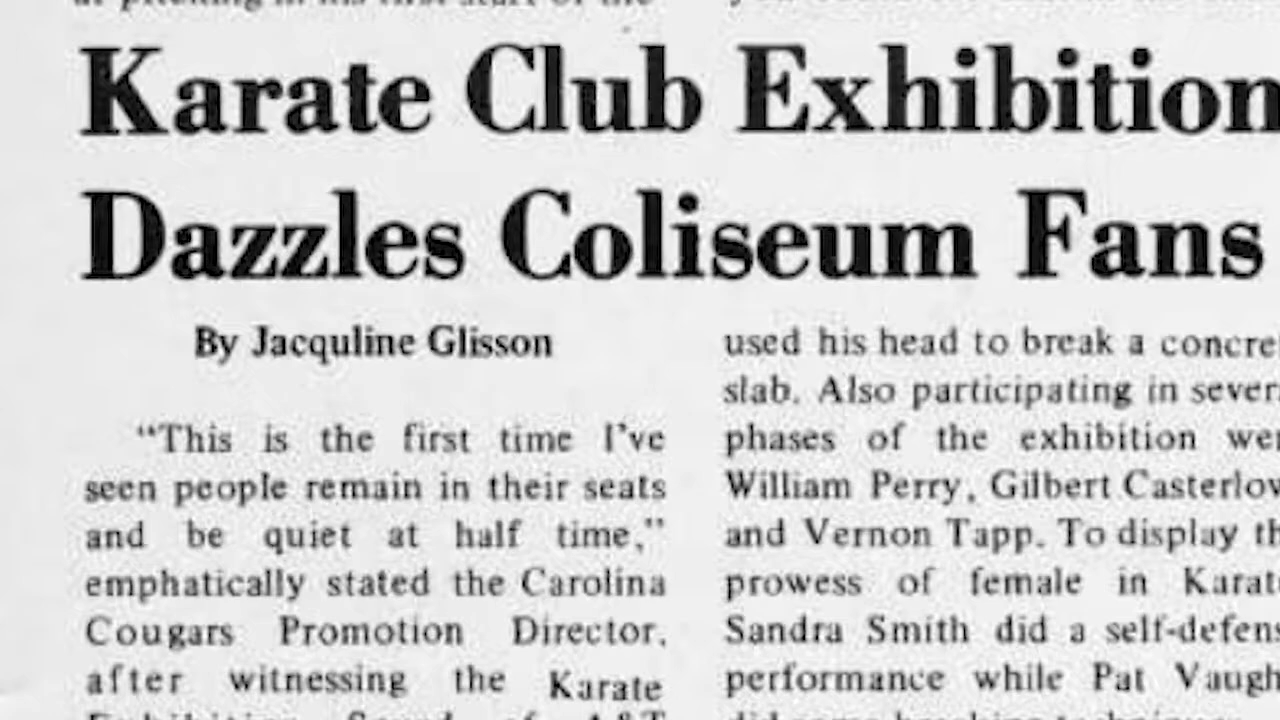 Karate Club Exhibition
Dazzles Coliseum Fans
By Jacquline Glisson
“This is the first time I’ve
seen people remain in their seats
and be quiet at half time,”
emphatically stated the Carolina
Cougars Promotion Director,
after witnessing the Karate
used his head to break a
slab. Also participating in
phases of the exhibition
William Perry, Gilbert
and Vernon Tapp. To display
prowess of female in
Sandra Smith did a
performance while Pat